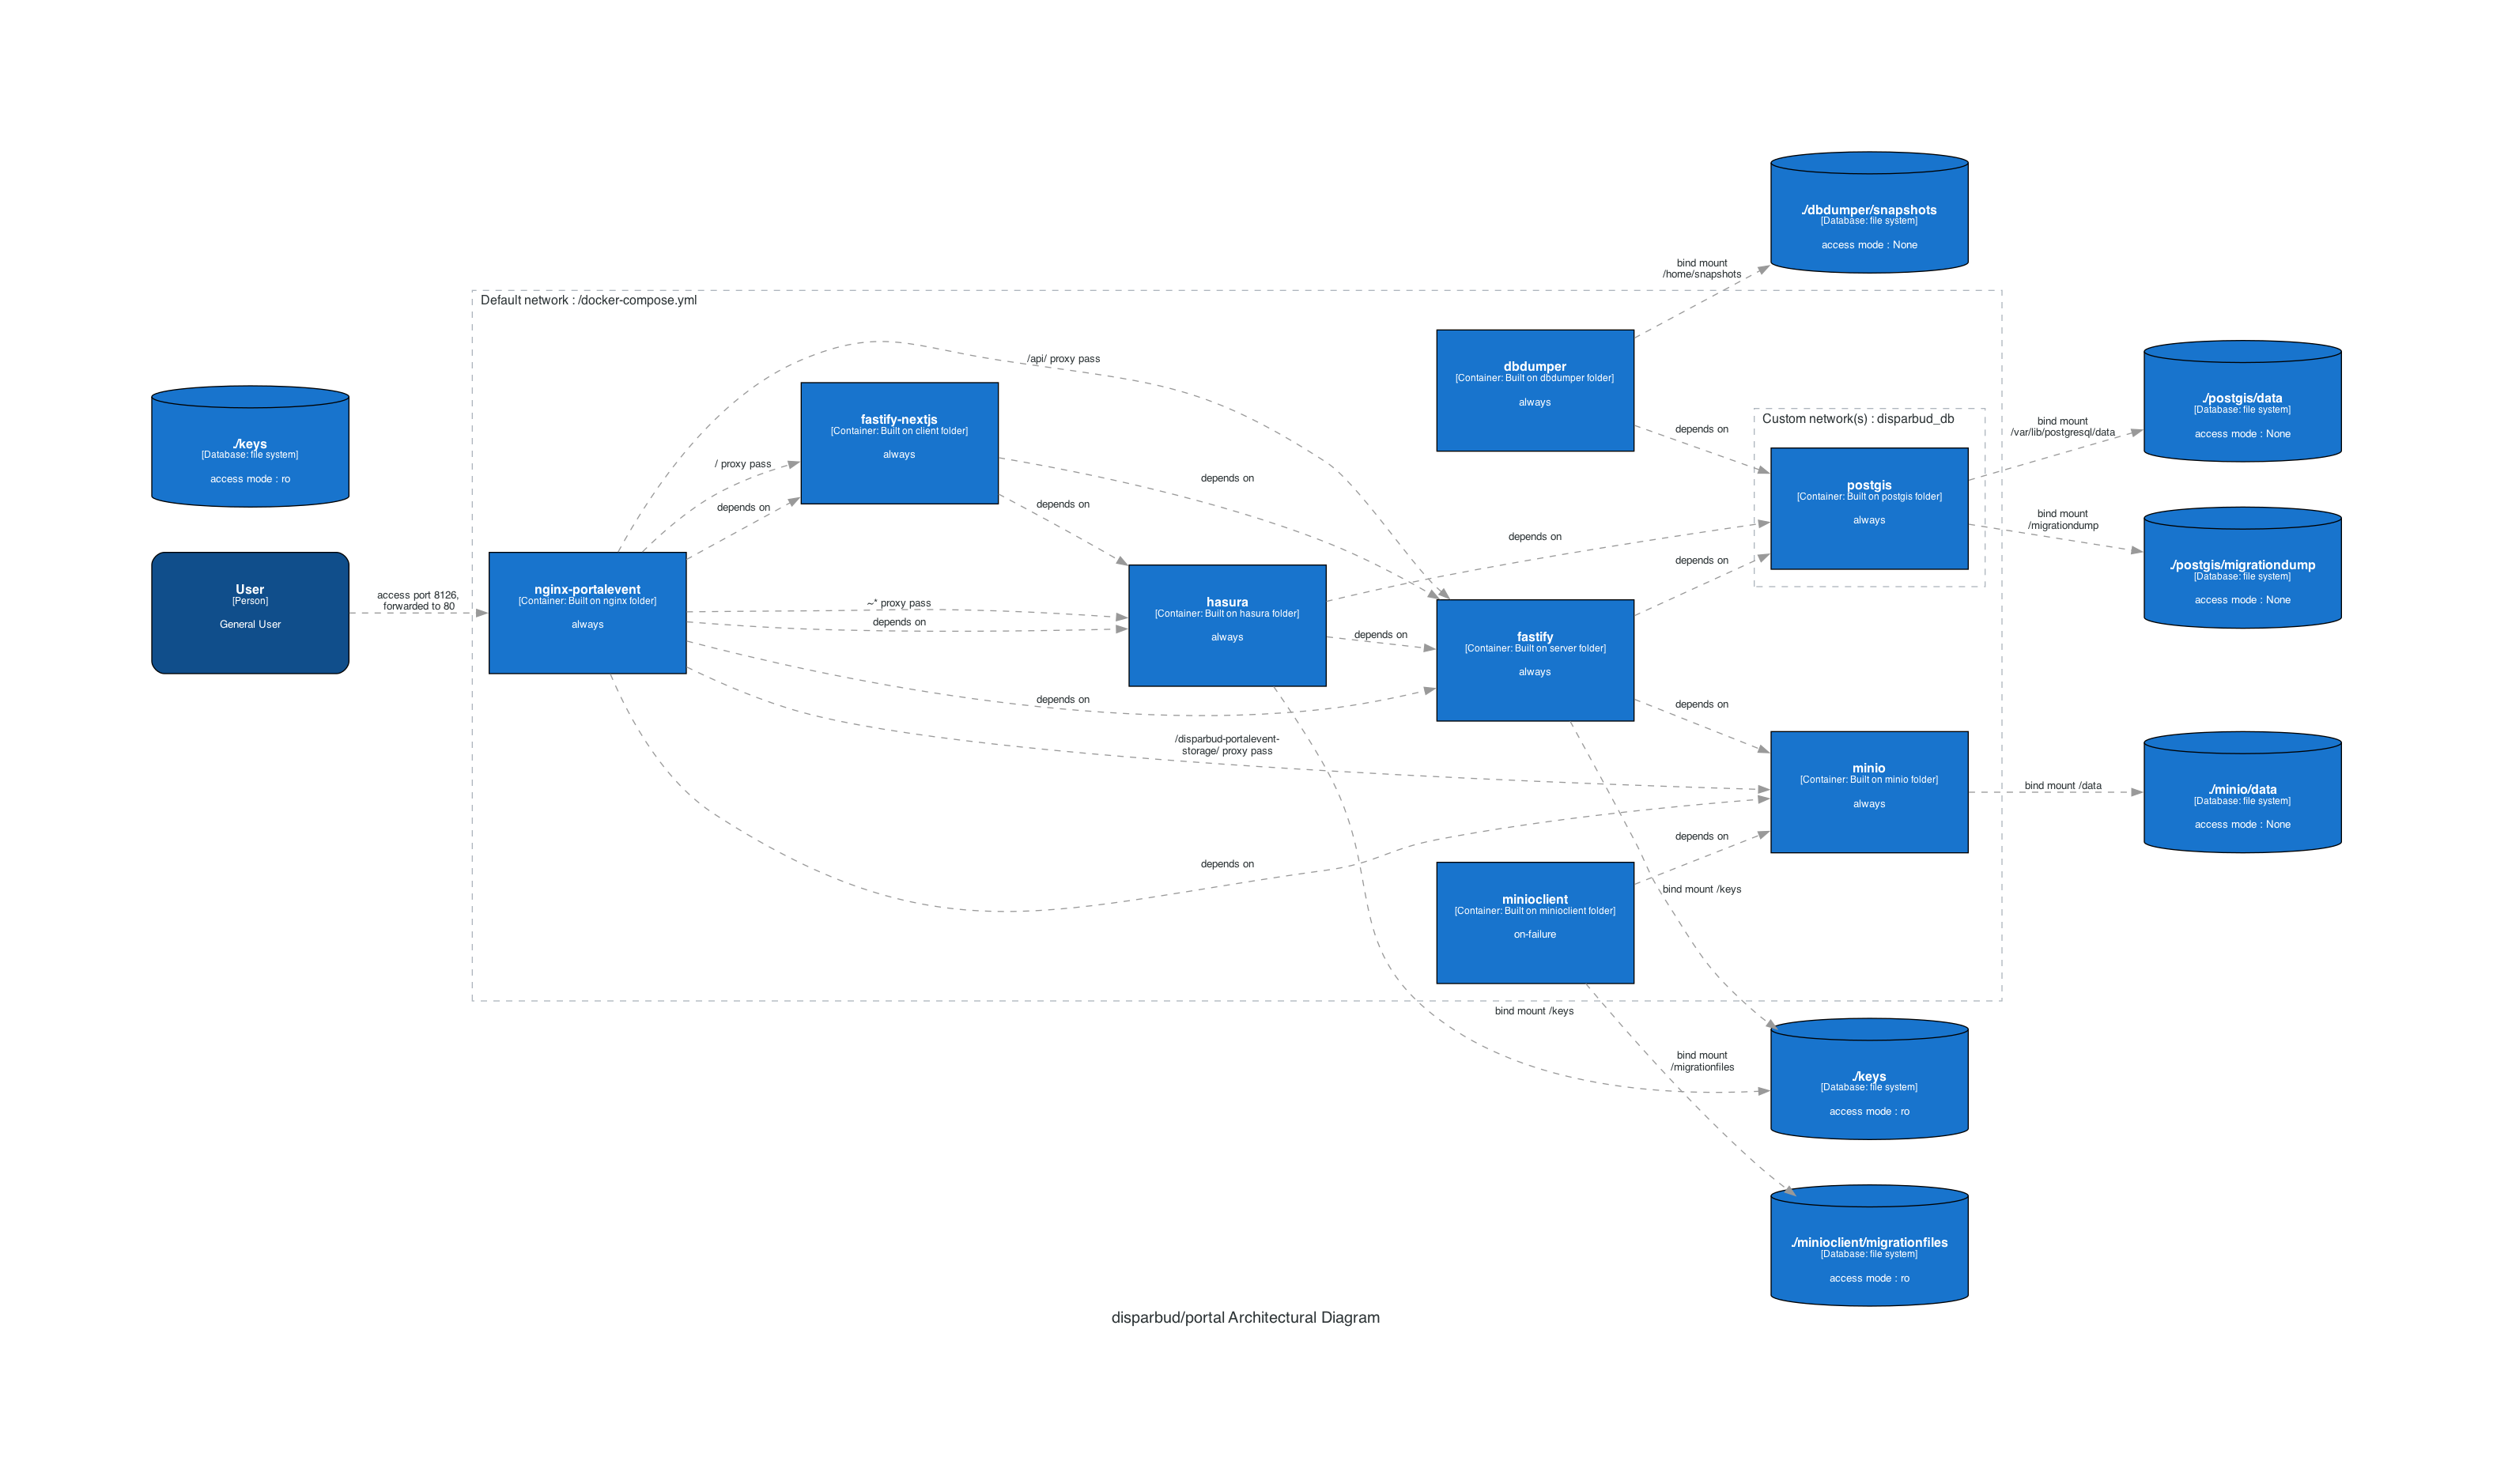 ./dbdumper/snapshots
[Database: file system]
access mode : None
bind mount
/home/snapshots
Default network : /docker-compose.yml
/api/ proxy pass
dbdumper
[Container: Built on dbdumper folder]
always
./postgis/data
[Database: file system]
access mode : None
bind mount
/var/lib/postgresql/data
./keys
[Database: file system]
access mode : ro
fastify-nextjs
[Container: Built on client folder]
always
depends on
Custom network(s) : disparbud_db
postgis
[Container: Built on postgis folder]
always
/ proxy pass
depends on
depends on
depends on
depends on
depends on
bind mount
/migrationdump
./postgis/migrationdump
[Database: file system]
access mode : None
User
[Person]
General User
access port 8126,
forwarded to 80
nginx-portalevent
[Container: Built on nginx folder]
always
~* proxy pass
depends on
hasura
[Container: Built on hasura folder]
always
depends on
fastify
[Container: Built on server folder]
always
depends on
depends on
/disparbud-portalevent-
storage/ proxy pass
minio
[Container: Built on minio folder]
always
bind mount /data
./minio/data
[Database: file system]
access mode : None
depends on
depends on
bind mount /keys
minioclient
[Container: Built on minioclient folder]
on-failure
bind mount /keys
bind mount
/migrationfiles
./keys
[Database: file system]
access mode : ro
./minioclient/migrationfiles
[Database: file system]
access mode : ro
disparbud/portal Architectural Diagram